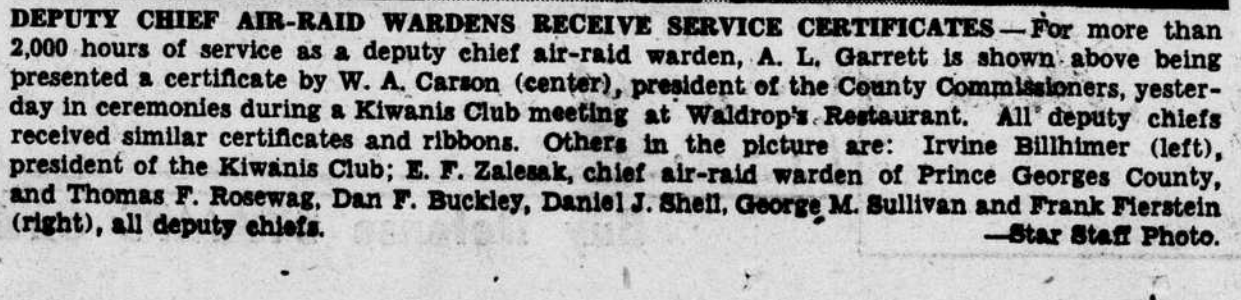 DEPUTY CHIEF AIR-RAID WARDENS RECEIVE SERVICE CERTIFICATES—For more than
2,000 hours of service as a deputy chief air-raid warden, A. L. Garrett is shown above being
presented a certificate by W. A. Carson (center), president of the County Commissioners, yester-
day in ceremonies during a Kiwanis Club meeting at Waldrop's Restaurant. All deputy chiefs
received similar certificates and ribbons. Others in the picture are: Irvine Billhimer (left),
president of the Kiwanis Club; E. F. Zalesak, chief air-raid warden of Prince Georges County,
and Thomas F. Rosewag, Dan F. Buckley, Daniel J. Shell, George M. Sullivan and Frank Fierstein
(right), all deputy chiefs.
—Star Staff Photo.